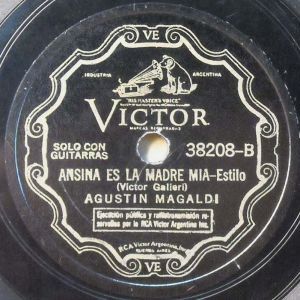 VE
INDUSTRIA ARGENTINA
"HIS MASTER'S VOICE"
VICTOR
MARCAS REGISTRADAS
SOLO CON GUITARRAS
38208-B
ANSINA ES LA MADRE MIA-Estilo
(Victor Galieri)
AGUSTIN MAGALDI
Ejecución pública y radiotransmisión re-
servadas por la RCA Victor Argentina Inc.
RCA Victor Argentina, Inc.
BUENOS AIRES
VE